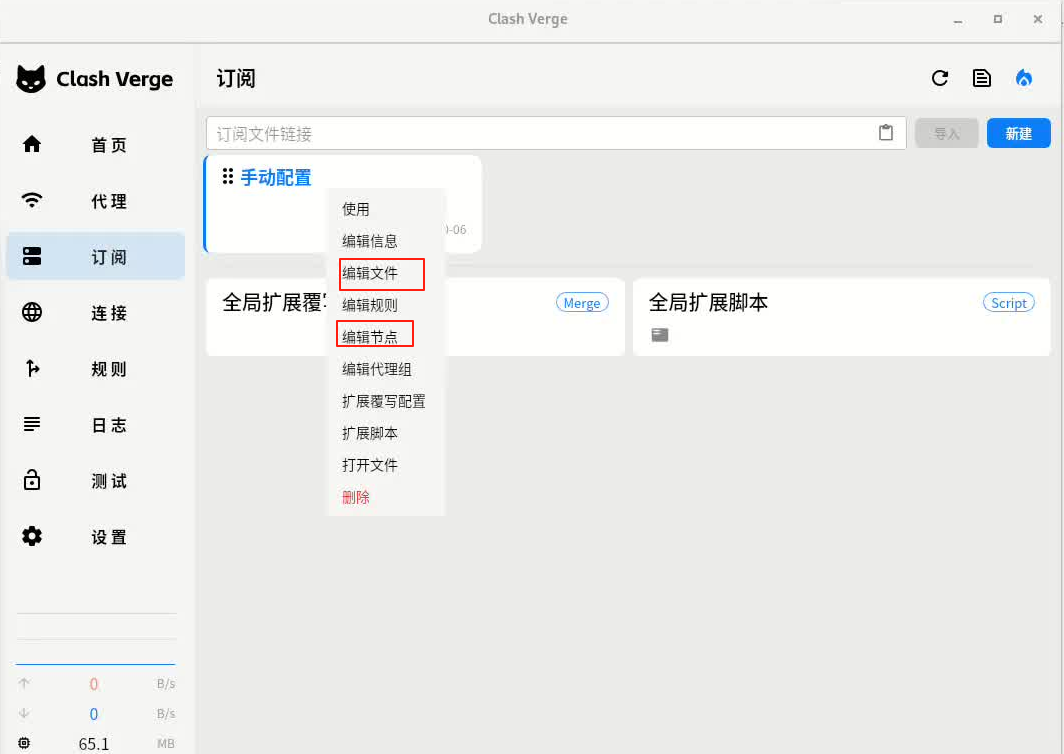 Clash Verge
Clash Verge
首页
代理
订阅
连接
规则
日志
测试
设置
0 B/s
0 B/s
65.1 MB
订阅
订阅文件链接
导入
新建
手动配置
-06
全局扩展覆
Merge
全局扩展脚本
Script
使用
编辑信息
编辑文件
编辑规则
编辑节点
编辑代理组
扩展覆写配置
扩展脚本
打开文件
删除